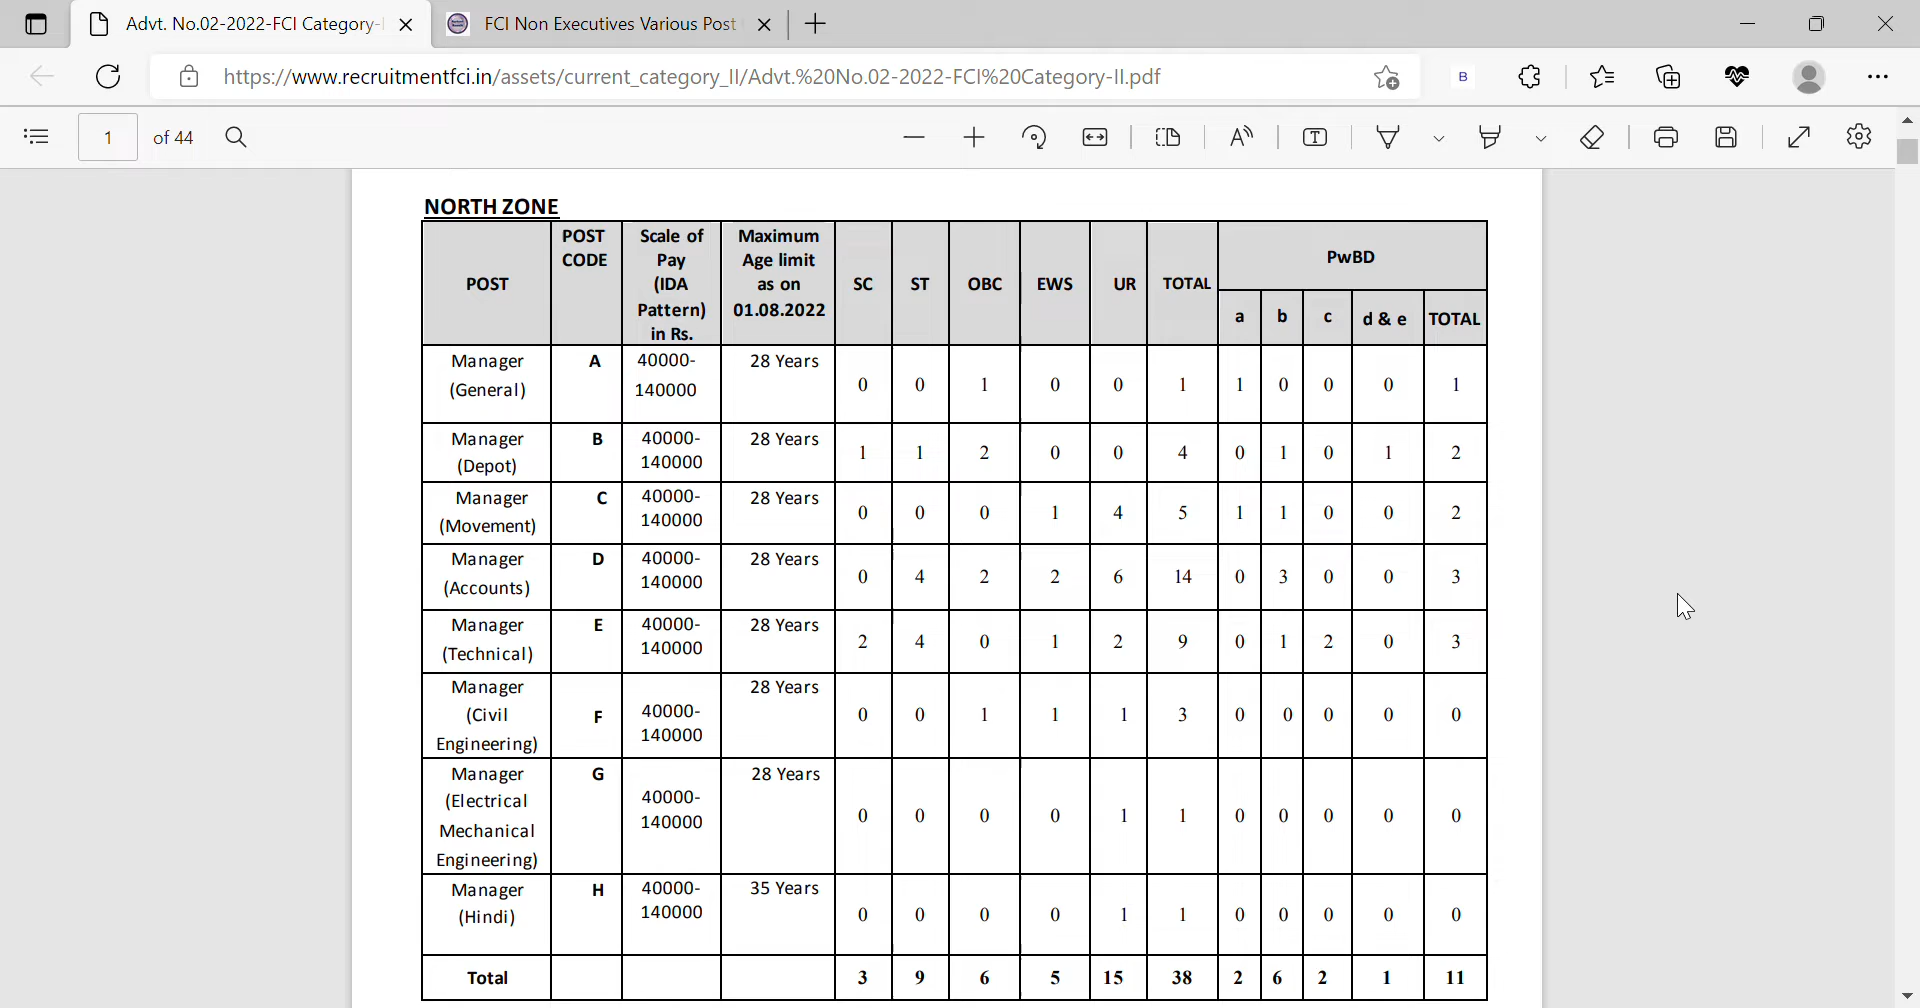 Advt. No.02-2022-FCI Category-
FCI Non Executives Various Post
https://www.recruitmentfci.in/assets/current_category_II/Advt.%20No.02-2022-FCI%20Category-II.pdf
B
1 of 44
NORTH ZONE
POST
POST
CODE
Scale of
Pay
(IDA
Pattern)
in Rs.
Maximum
Age limit
as on
01.08.2022
SC ST OBC EWS UR TOTAL
PwBD
a b c d & e TOTAL
Manager
(General)
A
40000-
140000
28 Years
0 0 1 0 0 1 1 0 0 0 1
Manager
(Depot)
B
40000-
140000
28 Years
1 1 2 0 0 4 0 1 0 1 2
Manager
(Movement)
C
40000-
140000
28 Years
0 0 0 1 4 5 1 1 0 0 2
Manager
(Accounts)
D
40000-
140000
28 Years
0 4 2 2 6 14 0 3 0 0 3
Manager
(Technical)
E
40000-
140000
28 Years
2 4 0 1 2 9 0 1 2 0 3
Manager
(Civil
Engineering)
F
40000-
140000
28 Years
0 0 1 1 1 3 0 0 0 0 0
Manager
(Electrical
Mechanical
Engineering)
G
40000-
140000
28 Years
0 0 0 0 1 1 0 0 0 0 0
Manager
(Hindi)
H
40000-
140000
35 Years
0 0 0 0 1 1 0 0 0 0 0
Total 3 9 6 5 15 38 2 6 2 1 11